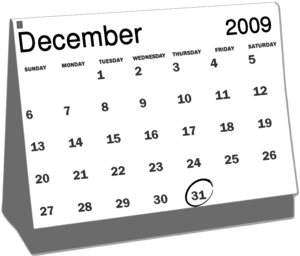 December 2009
SUNDAY MONDAY TUESDAY WEDNESDAY THURSDAY FRIDAY SATURDAY
1 2 3 4 5
6 7 8 9 10 11 12
13 14 15 16 17 18 19
20 21 22 23 24 25 26
27 28 29 30 31